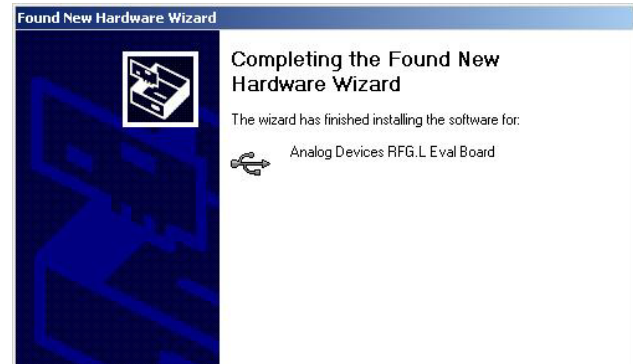 Found New Hardware Wizard
Completing the Found New
Hardware Wizard
The wizard has finished installing the software for:
Analog Devices RFG.L Eval Board